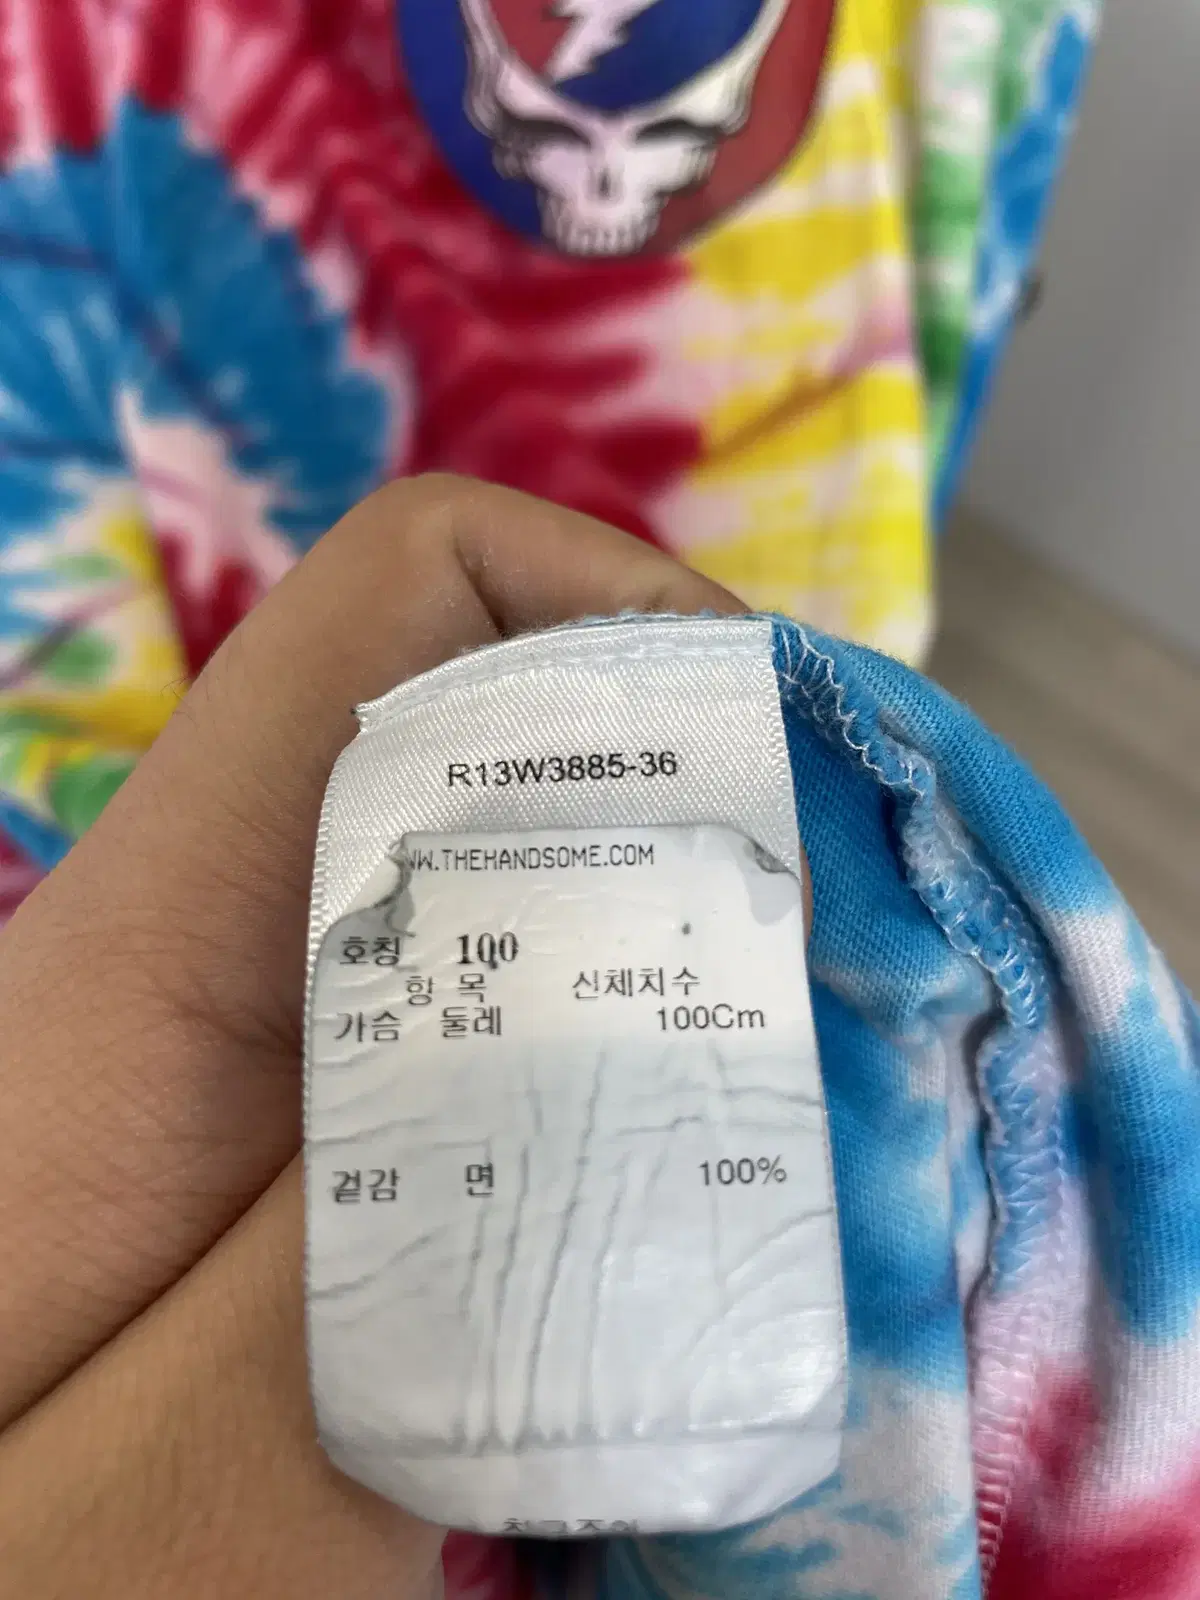 R13W3885-36
WW.THEHANDSOME.COM
호칭 100
항 목 신체치수
가슴 둘레 100Cm
겉감 면 100%